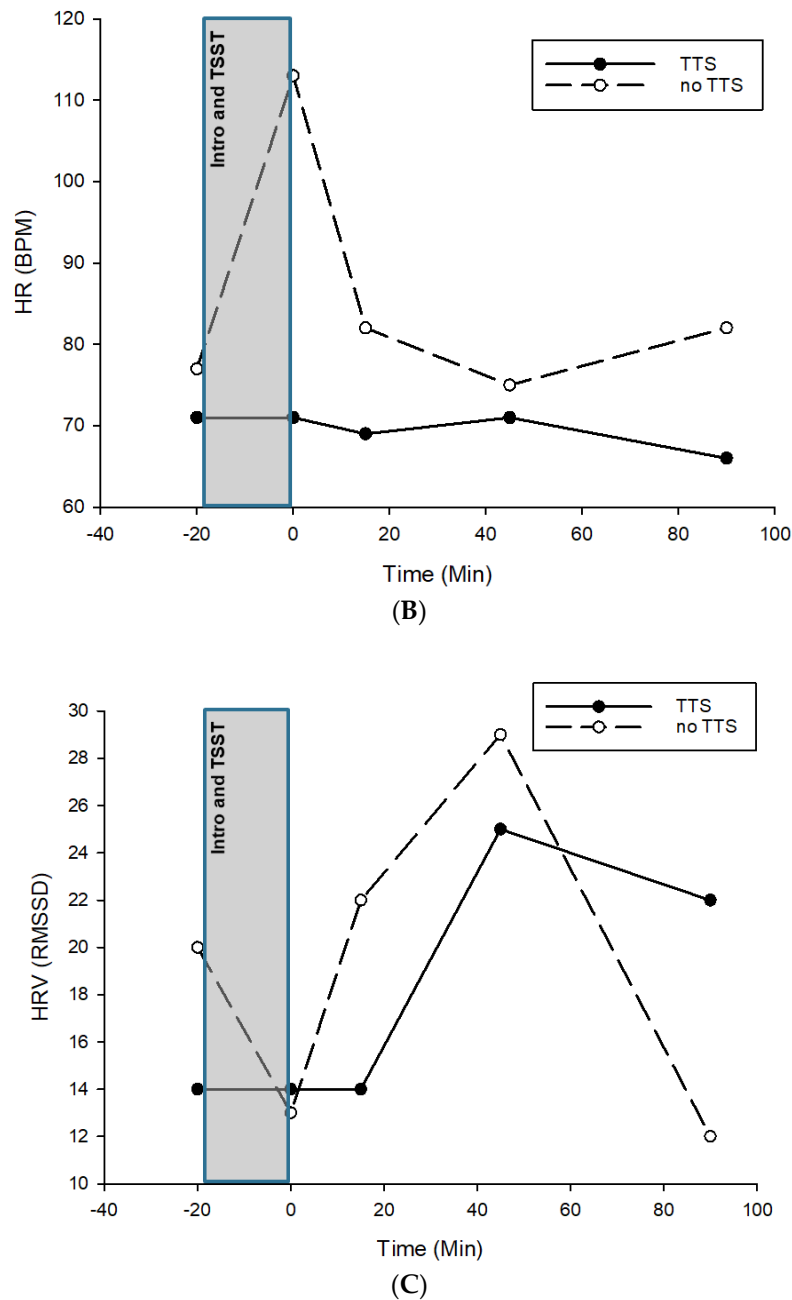 120
110
100
90
80
70
60
HR (BPM)
Intro and TSST
TTS
no TTS
-40 -20 0 20 40 60 80 100
Time (Min)
(B)
30
28
26
24
22
20
18
16
14
12
10
HRV (RMSSD)
Intro and TSST
TTS
no TTS
-40 -20 0 20 40 60 80 100
Time (Min)
(C)